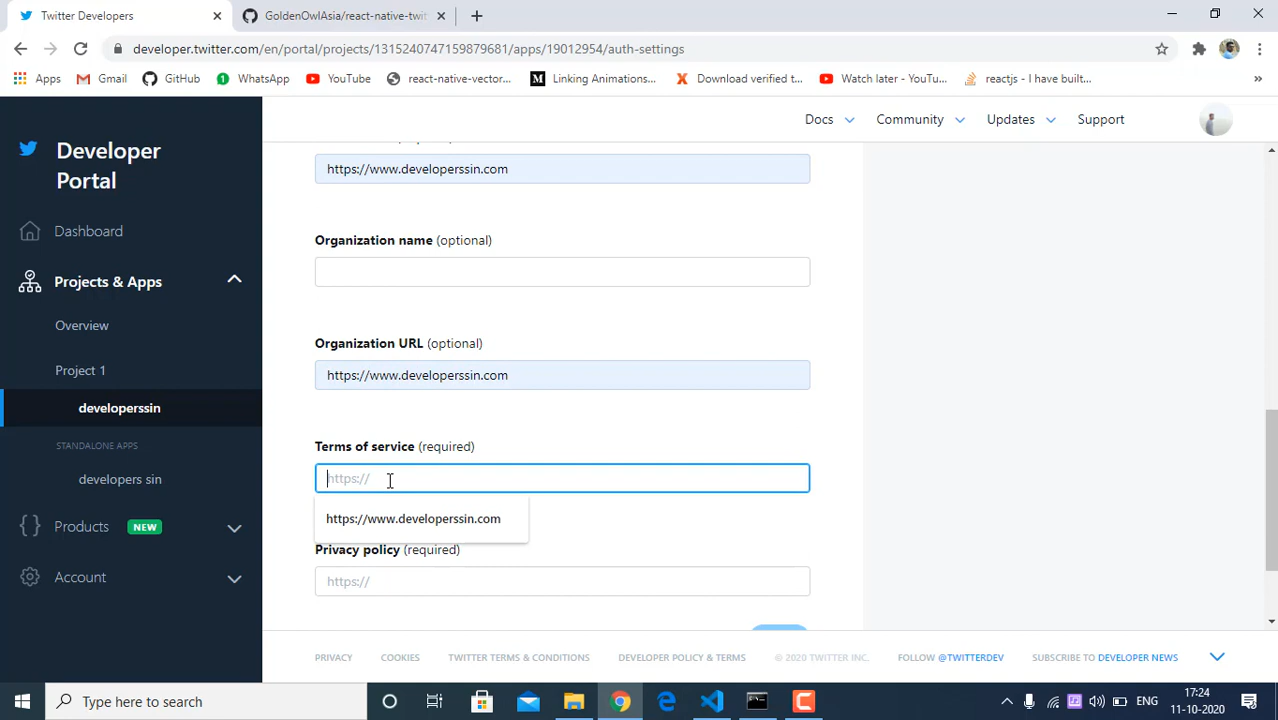 Twitter Developers
GoldenOwlAsia/react-native-twit
developer.twitter.com/en/portal/projects/1315240747159879681/apps/19012954/auth-settings
Apps
Gmail
GitHub
WhatsApp
YouTube
react-native-vector...
Linking Animations...
Download verified t...
Watch later - YouTu...
reactjs - I have built...
»
Developer
Portal
Docs
Community
Updates
Support
Dashboard
Projects & Apps
Overview
Project 1
developerssin
STANDALONE APPS
developers sin
Products NEW
Account
https://www.developerssin.com
Organization name (optional)
Organization URL (optional)
https://www.developerssin.com
Terms of service (required)
https://
https://www.developerssin.com
Privacy policy (required)
https://
PRIVACY
COOKIES
TWITTER TERMS & CONDITIONS
DEVELOPER POLICY & TERMS
© 2020 TWITTER INC.
FOLLOW @TWITTERDEV
SUBSCRIBE TO DEVELOPER NEWS
Type here to search
ENG
17:24
11-10-2020